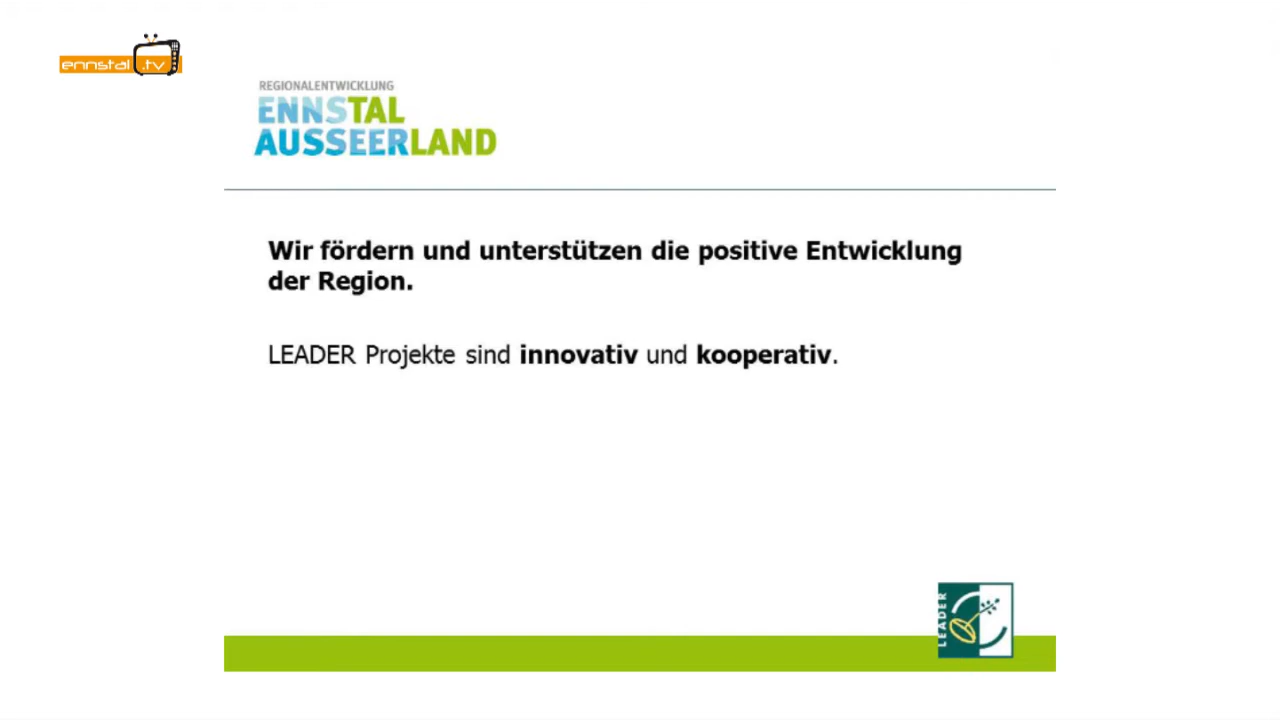 ennstal .tv
REGIONALENTWICKLUNG
ENNSTAL
AUSSEERLAND
Wir fördern und unterstützen die positive Entwicklung
der Region.
LEADER Projekte sind innovativ und kooperativ.
LEADER